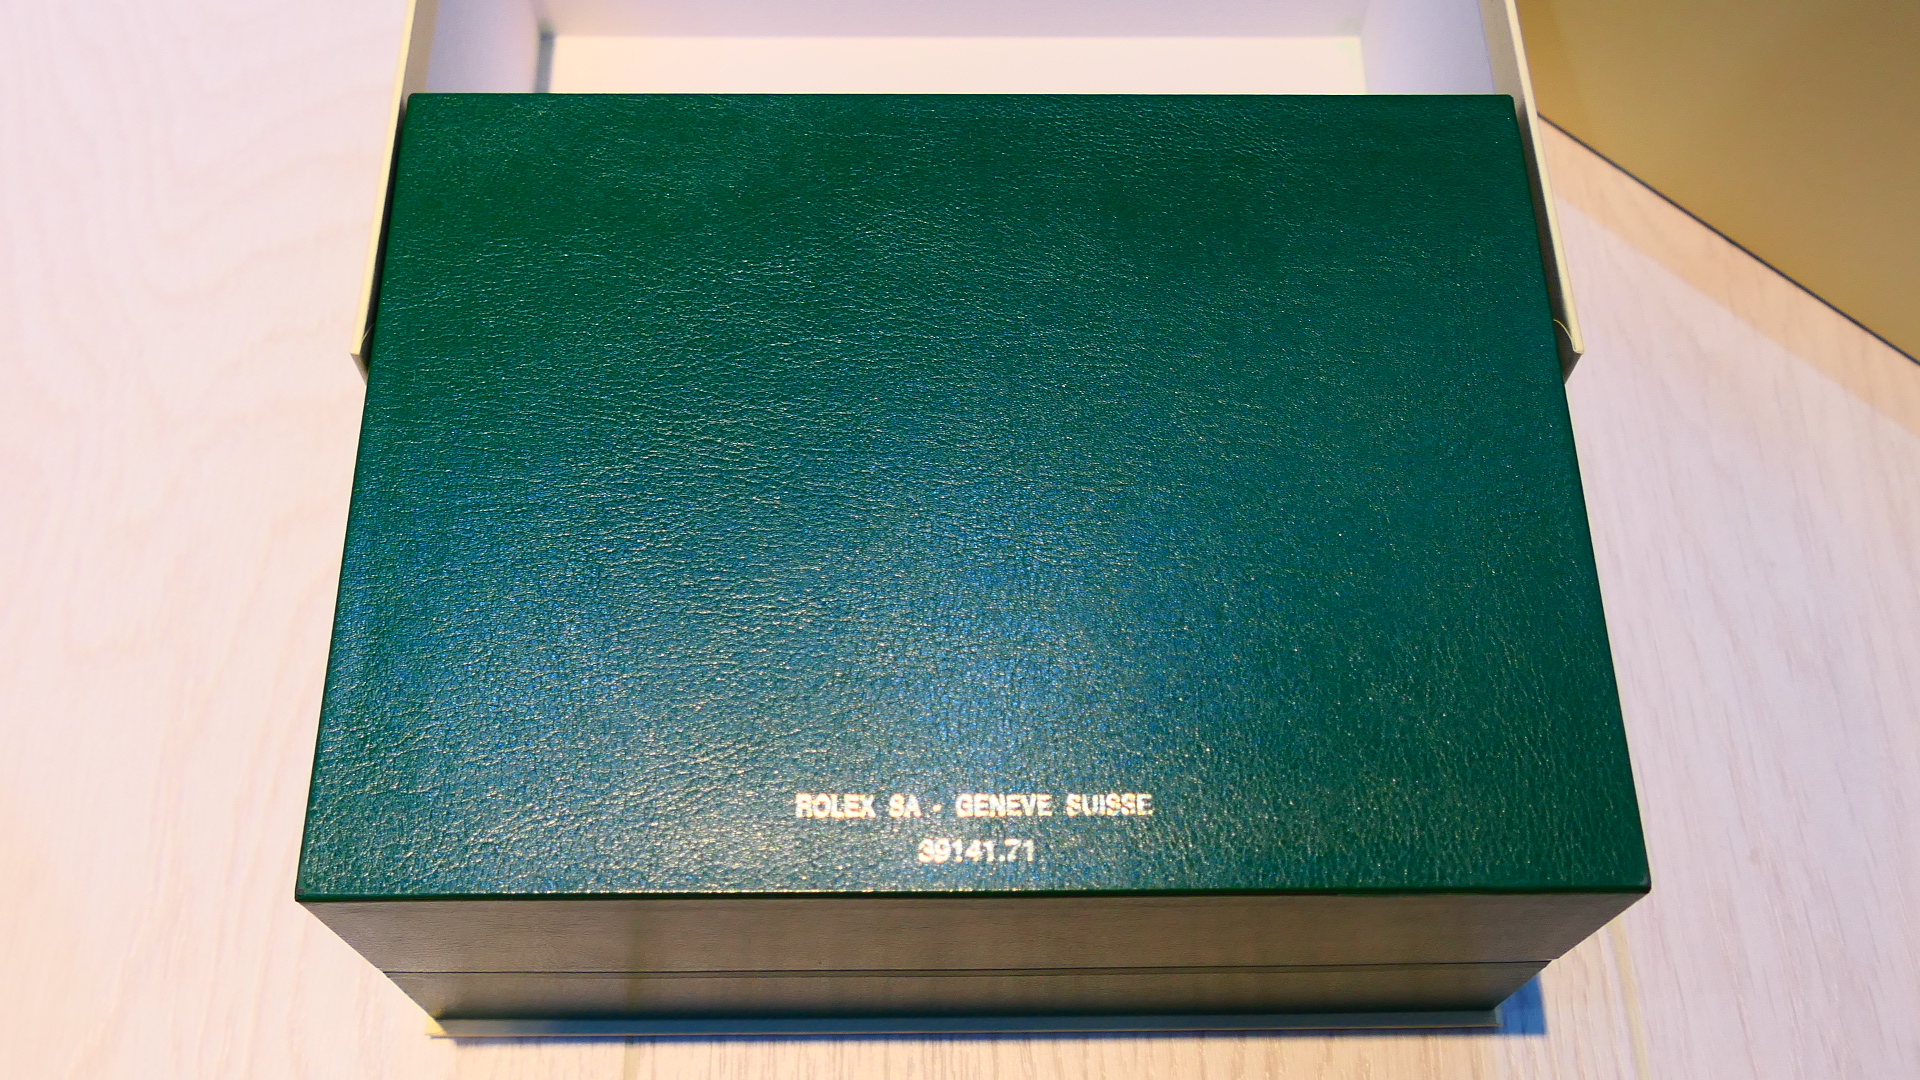 ROLEX SA - GENEVE SUISSE
39141.71